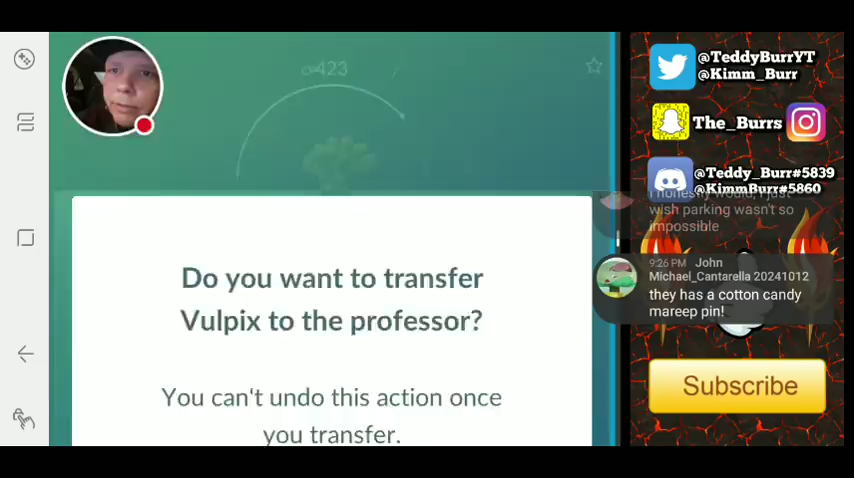 CP423
@TeddyBurrYT
@Kimm_Burr
The_Burrs
@Teddy_Burr#5839
@KimmBurr#5860
I honestly would, I just
wish parking wasn't so
impossible
9:26 PM John
Michael_Cantarella 20241012
they has a cotton candy
mareep pin!
Do you want to transfer
Vulpix to the professor?
You can't undo this action once
you transfer.
Subscribe